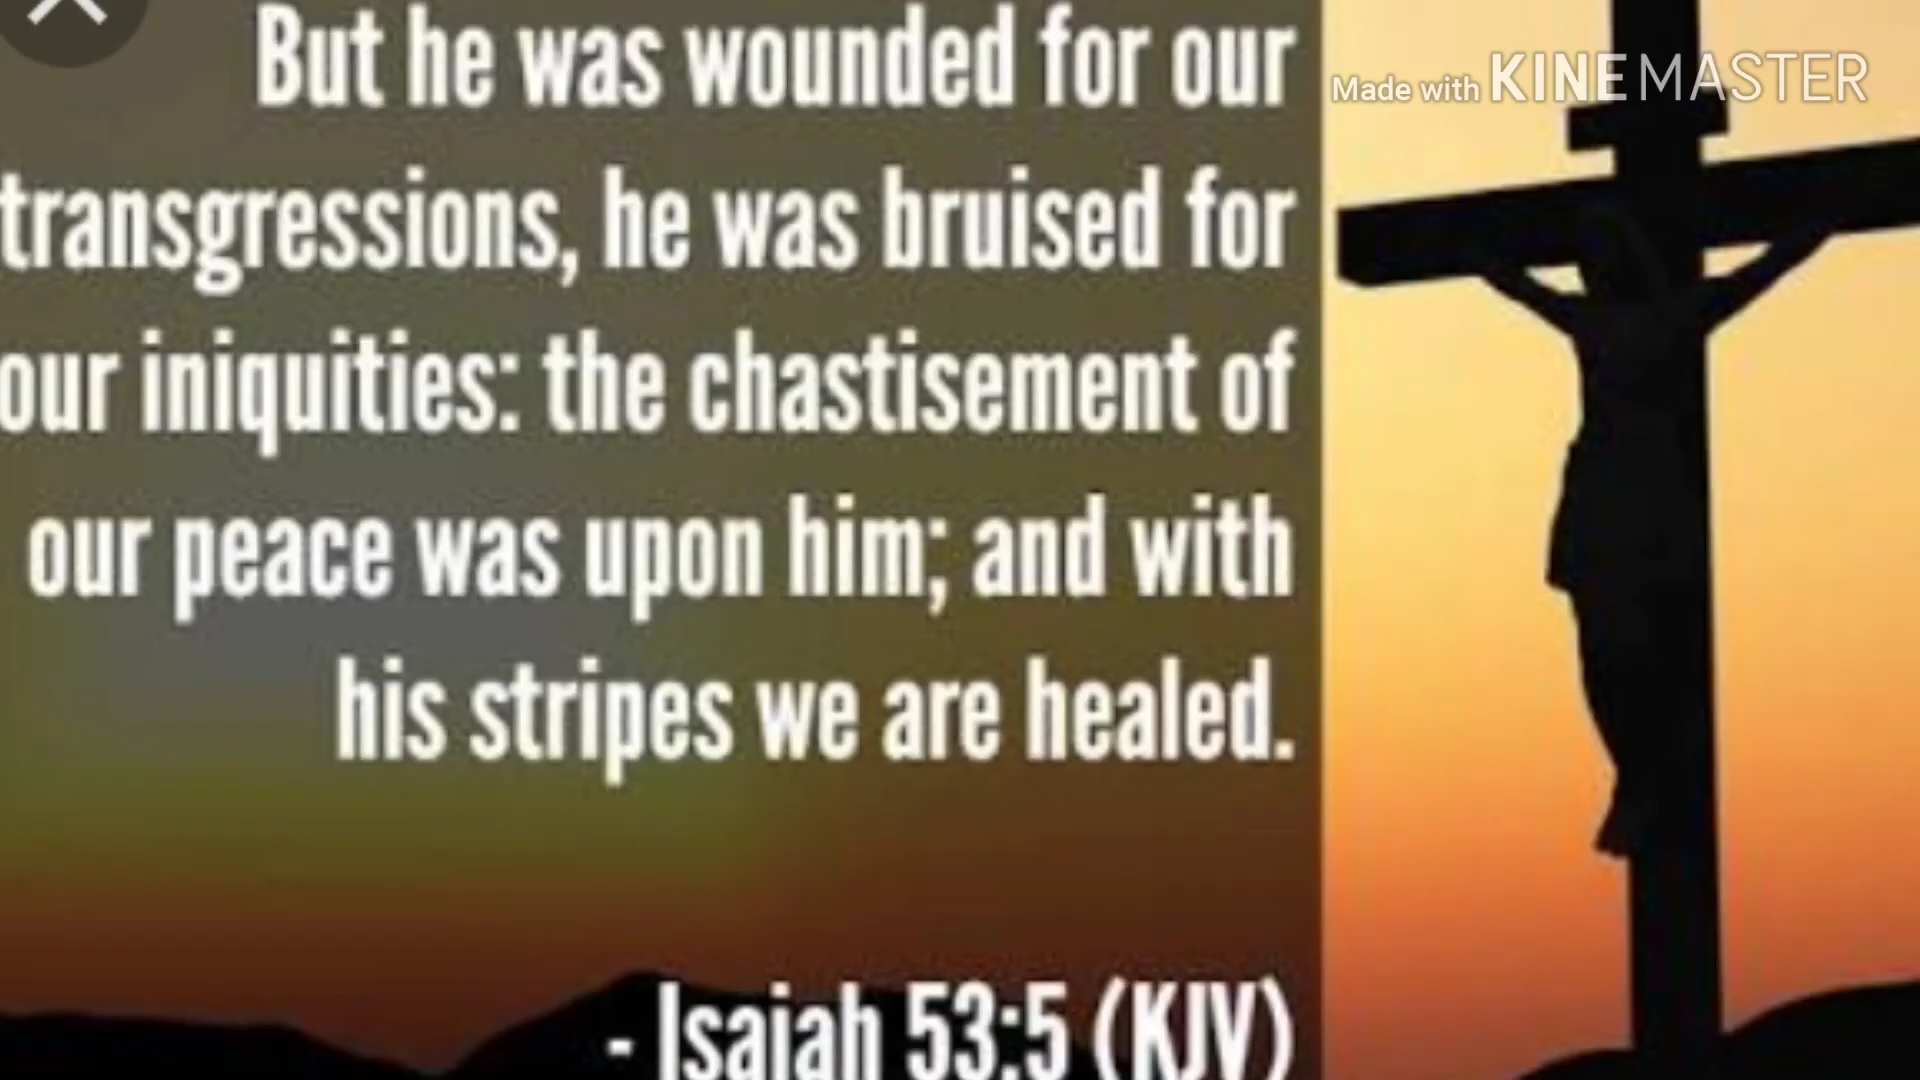 But he was wounded for our
transgressions, he was bruised for
our iniquities: the chastisement of
our peace was upon him; and with
his stripes we are healed.
- Isaiah 53:5 (KJV)
Made with KINEMASTER